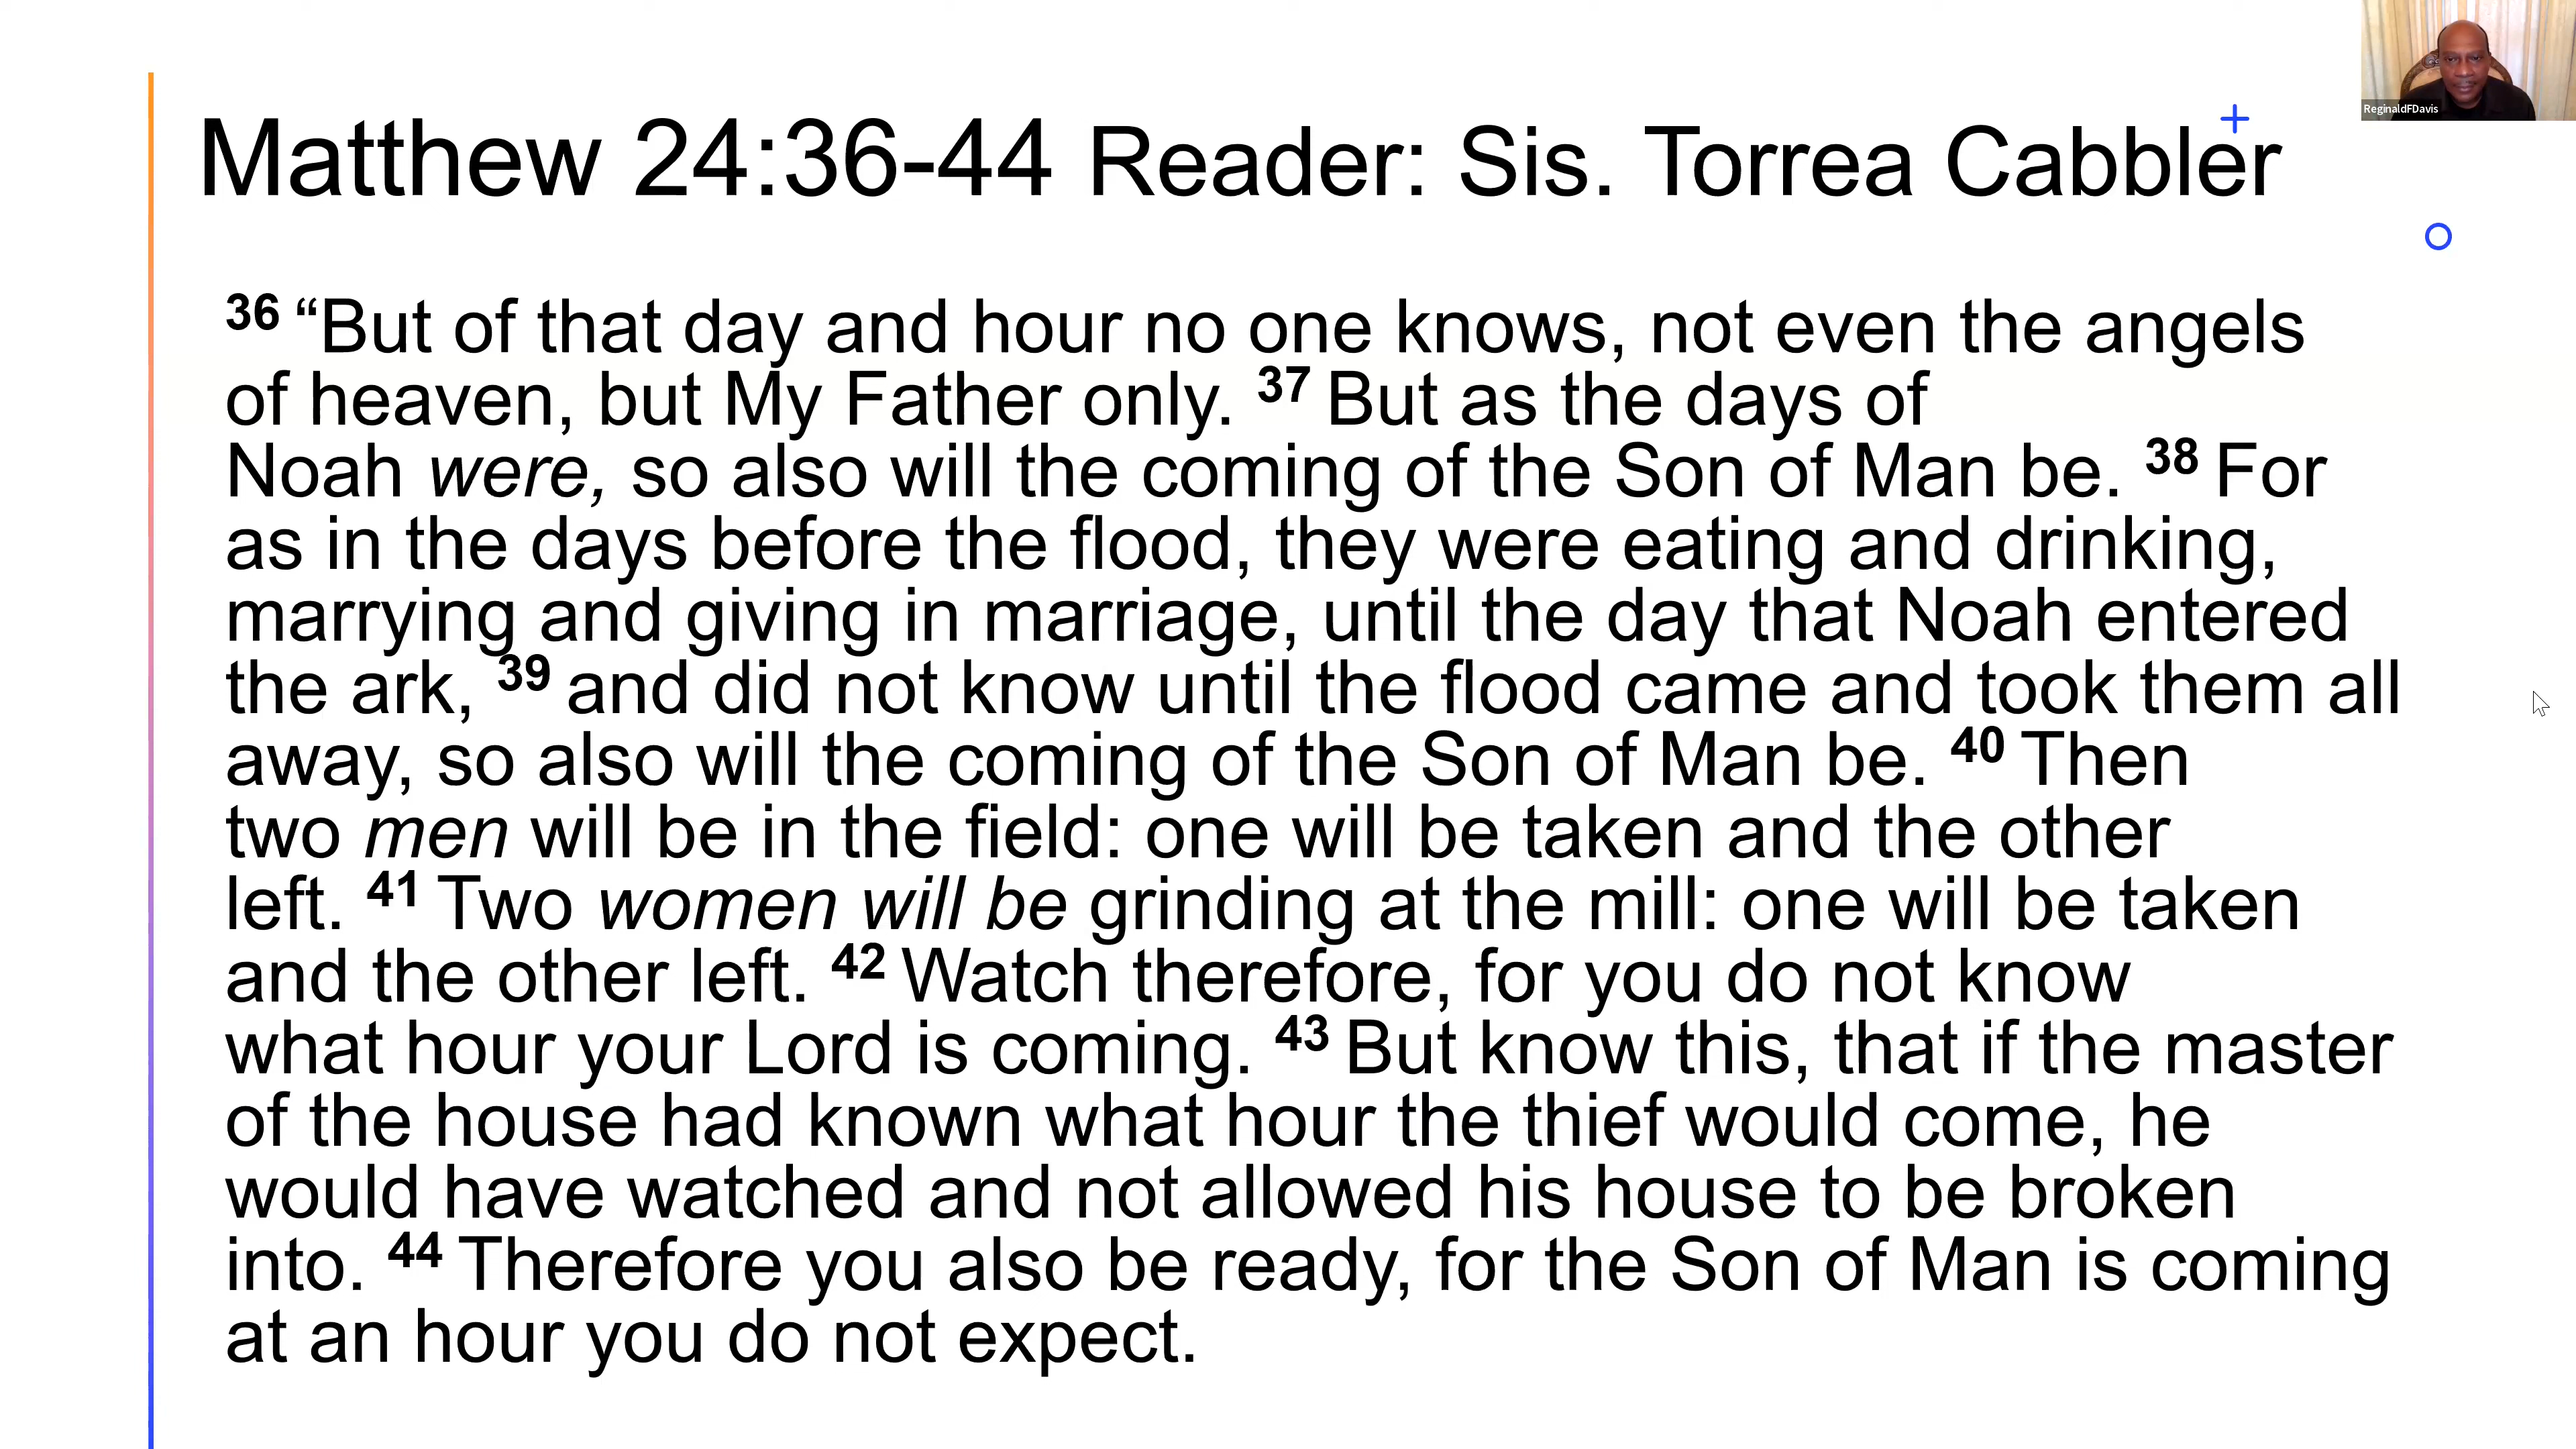 Matthew 24:36-44 Reader: Sis. Torrea Cabbler
ReginaldFDavis
36 “But of that day and hour no one knows, not even the angels
of heaven, but My Father only. 37 But as the days of
Noah were, so also will the coming of the Son of Man be. 38 For
as in the days before the flood, they were eating and drinking,
marrying and giving in marriage, until the day that Noah entered
the ark, 39 and did not know until the flood came and took them all
away, so also will the coming of the Son of Man be. 40 Then
two men will be in the field: one will be taken and the other
left. 41 Two women will be grinding at the mill: one will be taken
and the other left. 42 Watch therefore, for you do not know
what hour your Lord is coming. 43 But know this, that if the master
of the house had known what hour the thief would come, he
would have watched and not allowed his house to be broken
into. 44 Therefore you also be ready, for the Son of Man is coming
at an hour you do not expect.